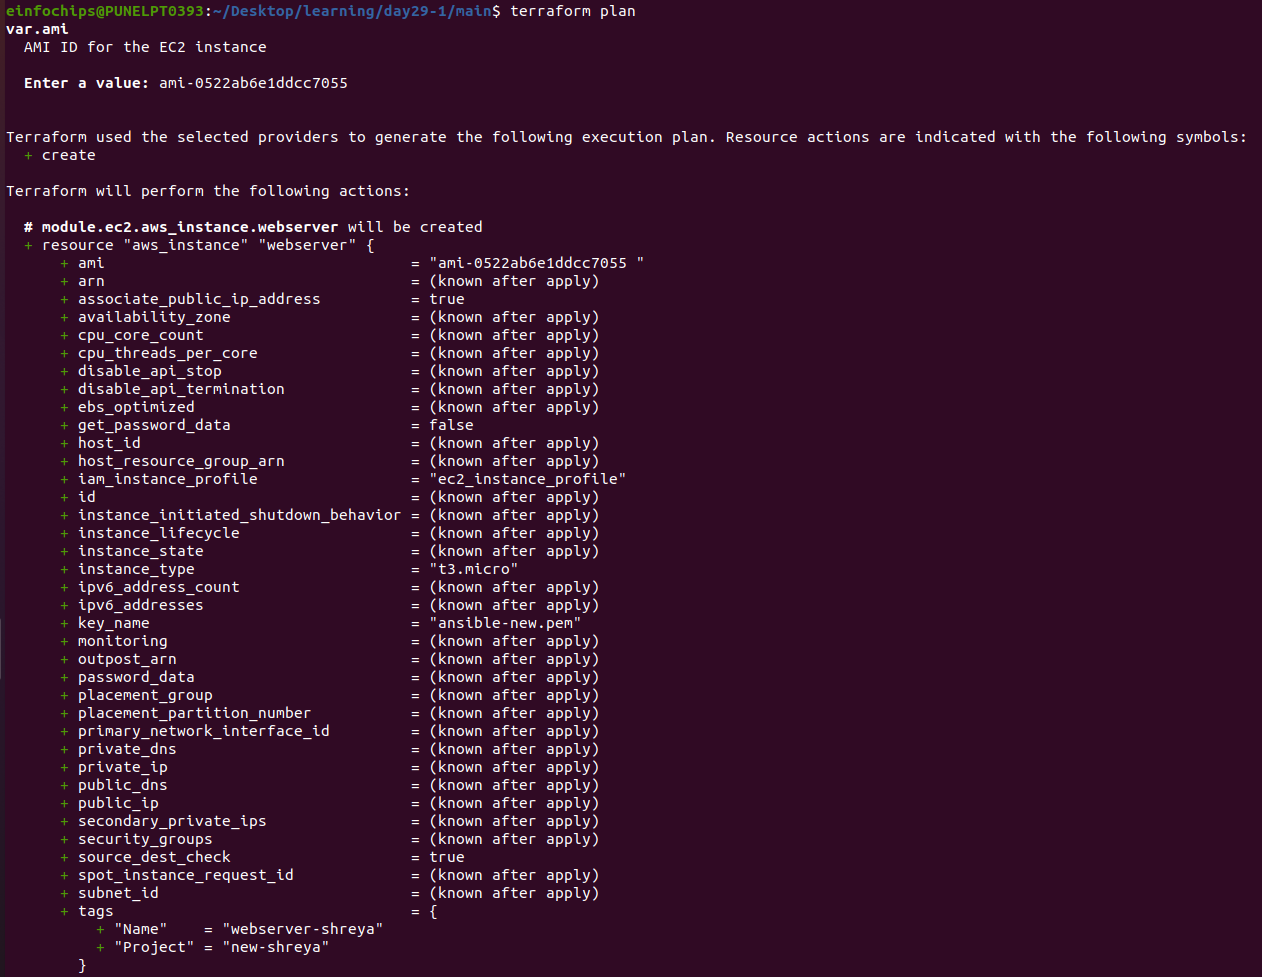 einfochips@PUNELPT0393:~/Desktop/learning/day29-1/main$ terraform plan
var.ami
  AMI ID for the EC2 instance

  Enter a value: ami-0522ab6e1ddcc7055


Terraform used the selected providers to generate the following execution plan. Resource actions are indicated with the following symbols:
  + create

Terraform will perform the following actions:

  # module.ec2.aws_instance.webserver will be created
  + resource "aws_instance" "webserver" {
      + ami                                  = "ami-0522ab6e1ddcc7055 "
      + arn                                  = (known after apply)
      + associate_public_ip_address          = true
      + availability_zone                    = (known after apply)
      + cpu_core_count                       = (known after apply)
      + cpu_threads_per_core                 = (known after apply)
      + disable_api_stop                     = (known after apply)
      + disable_api_termination              = (known after apply)
      + ebs_optimized                        = (known after apply)
      + get_password_data                    = false
      + host_id                              = (known after apply)
      + host_resource_group_arn              = (known after apply)
      + iam_instance_profile                 = "ec2_instance_profile"
      + id                                   = (known after apply)
      + instance_initiated_shutdown_behavior = (known after apply)
      + instance_lifecycle                   = (known after apply)
      + instance_state                       = (known after apply)
      + instance_type                        = "t3.micro"
      + ipv6_address_count                   = (known after apply)
      + ipv6_addresses                       = (known after apply)
      + key_name                             = "ansible-new.pem"
      + monitoring                           = (known after apply)
      + outpost_arn                          = (known after apply)
      + password_data                        = (known after apply)
      + placement_group                      = (known after apply)
      + placement_partition_number           = (known after apply)
      + primary_network_interface_id         = (known after apply)
      + private_dns                          = (known after apply)
      + private_ip                           = (known after apply)
      + public_dns                           = (known after apply)
      + public_ip                            = (known after apply)
      + secondary_private_ips                = (known after apply)
      + security_groups                      = (known after apply)
      + source_dest_check                    = true
      + spot_instance_request_id             = (known after apply)
      + subnet_id                            = (known after apply)
      + tags                                 = {
          + "Name"    = "webserver-shreya"
          + "Project" = "new-shreya"
        }